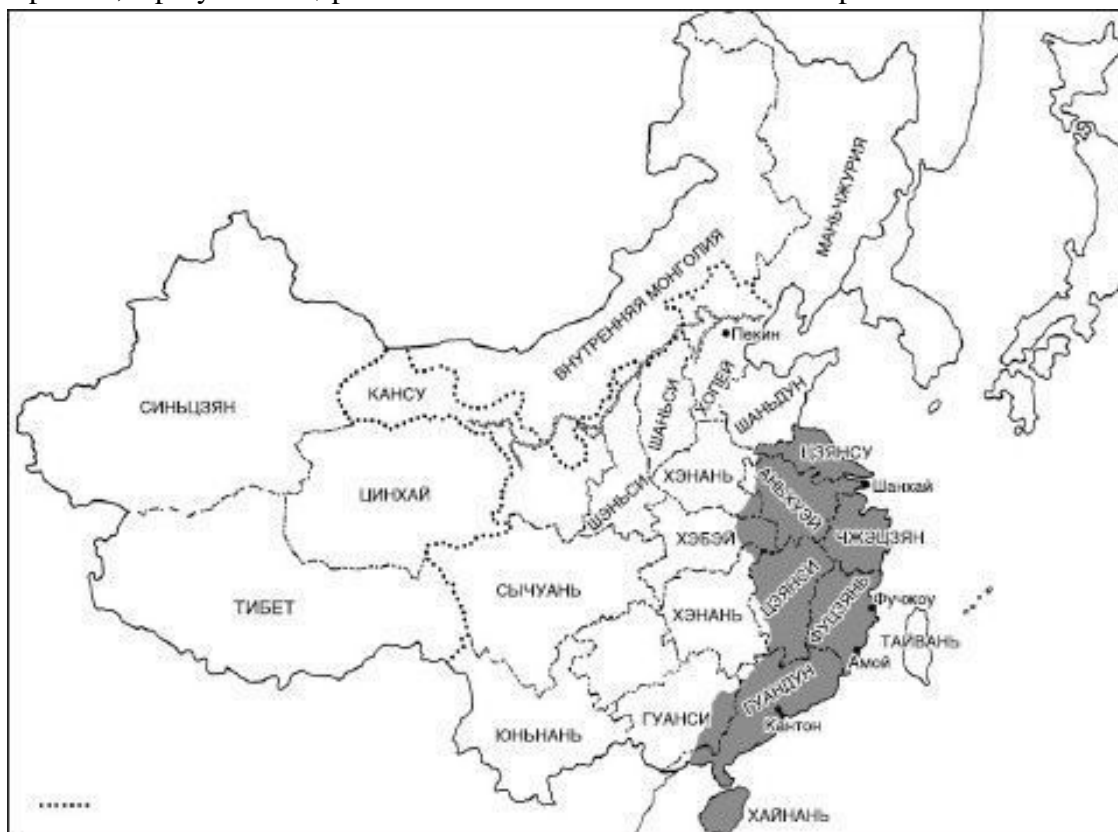 МАНЬЧЖУРИЯ
ВНУТРЕННЯЯ МОНГОЛИЯ
Пекин
КАНСУ
СИНЬЦЗЯН
ШАНЬСИ
ХОПЕЙ
ШАНЬДУН
ЦЗЯНСУ
ЦИНХАЙ
ШЭНЬСИ
ХЭНАНЬ
АНЬХУЭЙ
Шанхай
ХЭБЭЙ
ЧЖЭЦЗЯН
СЫЧУАНЬ
ТИБЕТ
ХЭНАНЬ
ЦЗЯНСИ
ФУЦЗЯНЬ
Фучжоу
ТАЙВАНЬ
Амой
ГУАНДУН
ГУАНСИ
Кантон
ЮНЬНАНЬ
ХАЙНАНЬ